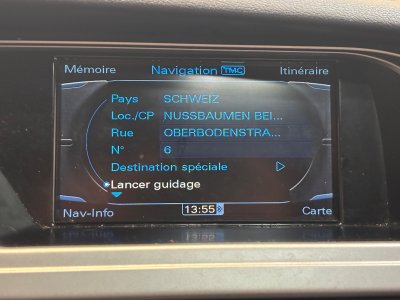 Mémoire Navigation TMC Itinéraire
Pays SCHWEIZ
Loc./CP NUSSBAUMEN BEI...
Rue OBERBODENSTRA...
N° 6
Destination spéciale
Lancer guidage
Nav-Info 13:55 Carte